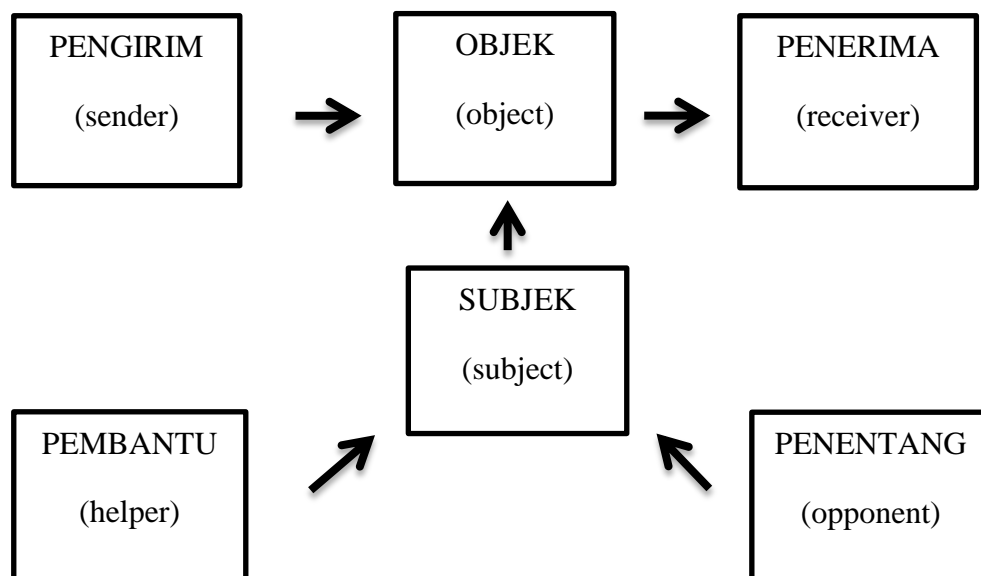 PENGIRIM
(sender)
OBJEK
(object)
PENERIMA
(receiver)
SUBJEK
(subject)
PEMBANTU
(helper)
PENENTANG
(opponent)